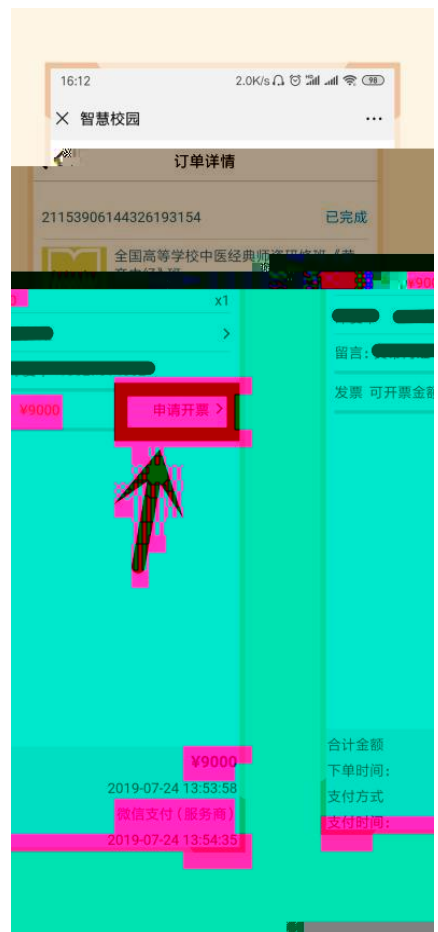 16:12 2.0K/s 98
智慧校园
订单详情
21153906144326193154 已完成
全国高等学校中医经典师资研修班《黄
x1
留言:
¥9000 申请开票
发票 可开票金额
¥9000
合计金额
2019-07-24 13:53:58
下单时间:
微信支付(服务商)
支付方式
2019-07-24 13:54:35
支付时间: